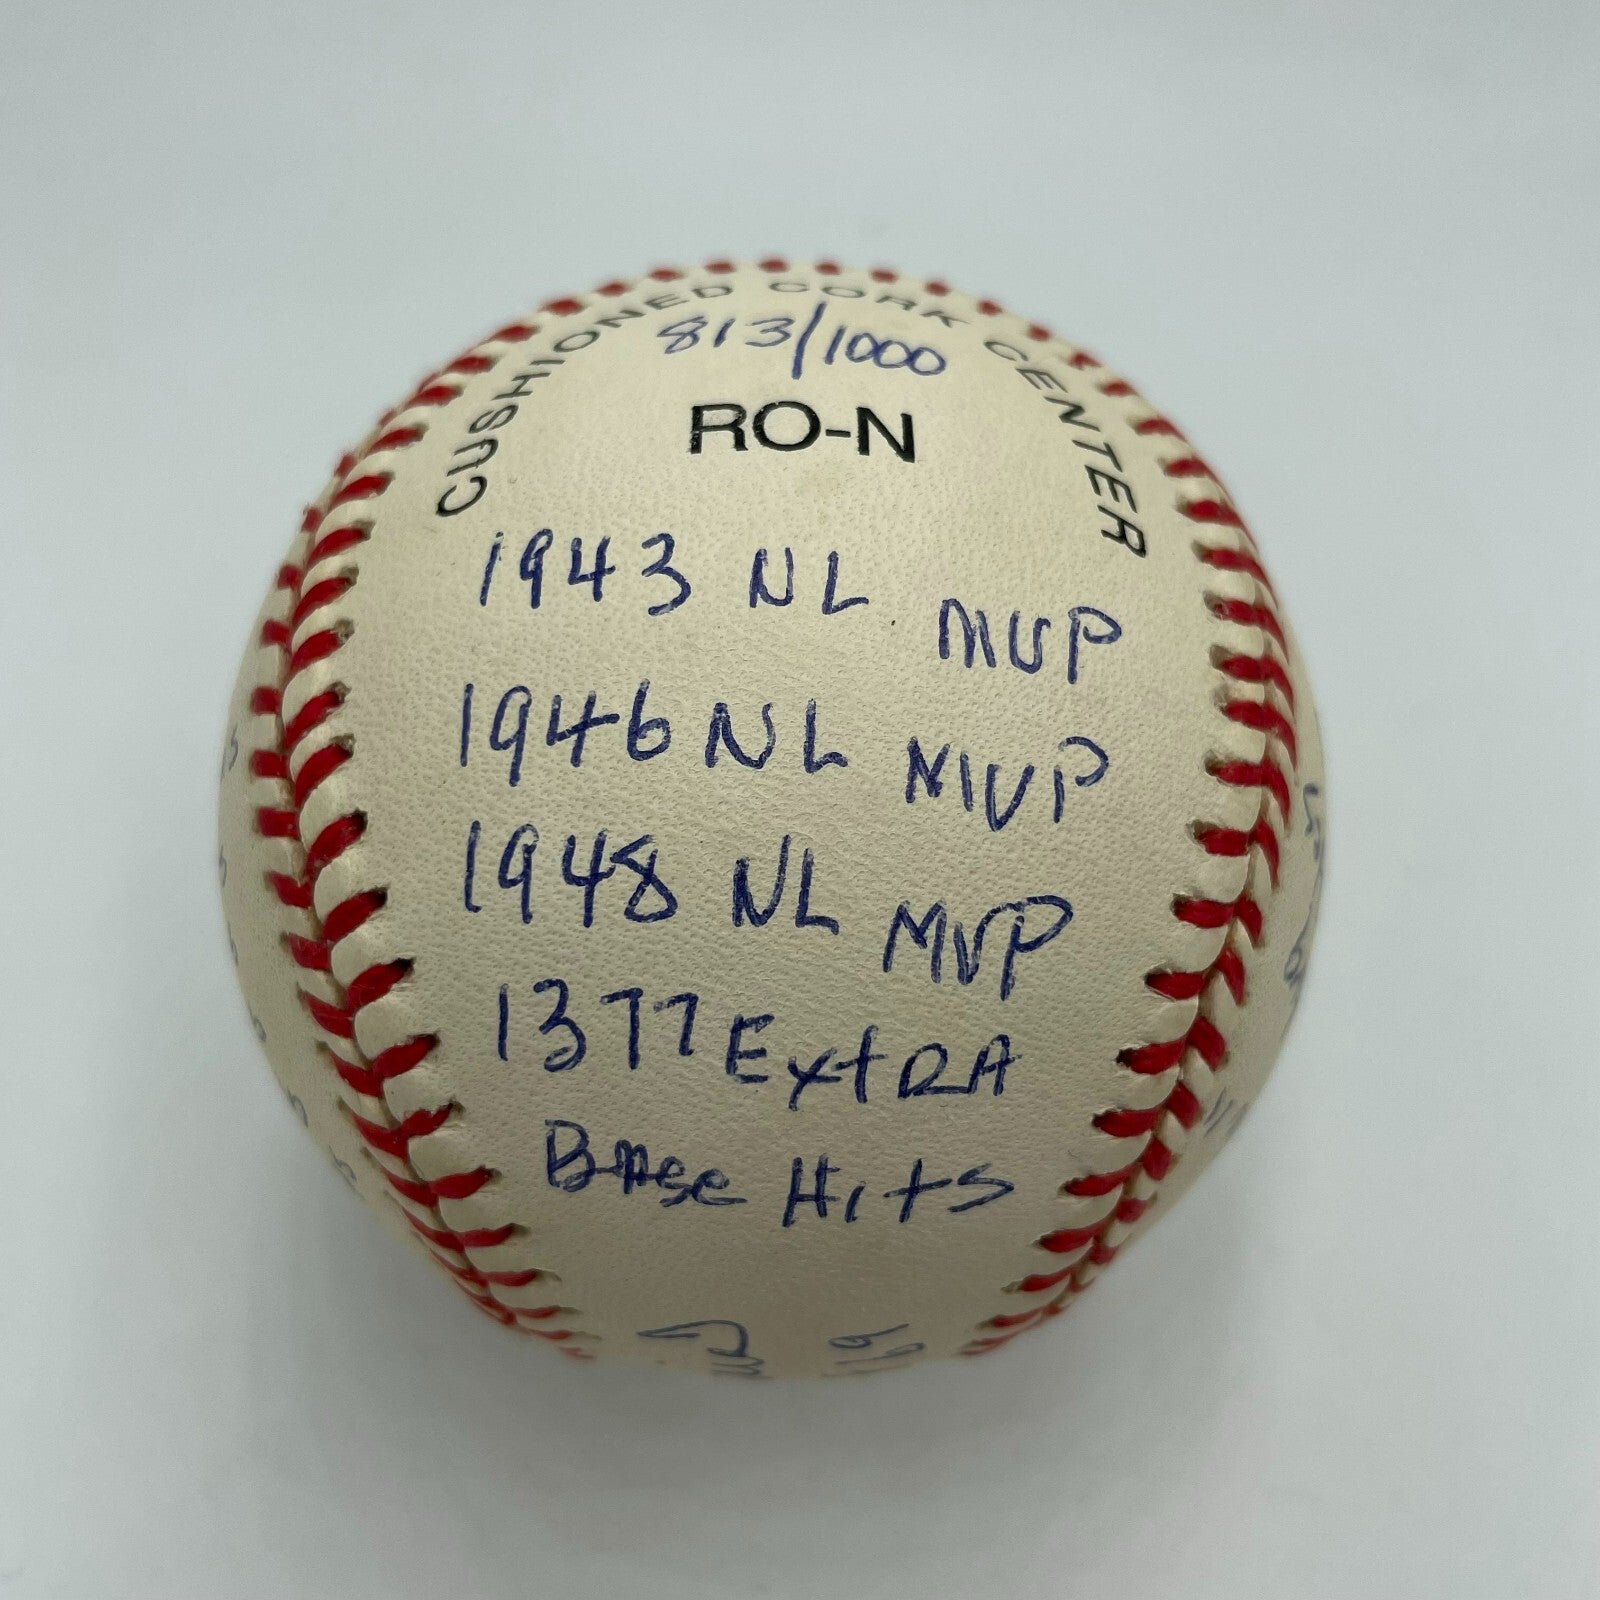 CUSHIONED CORK CENTER
813/1000
RO-N
1943 NL MVP
1946 NL MVP
1948 NL MVP
1377 ExtRA
Base Hits